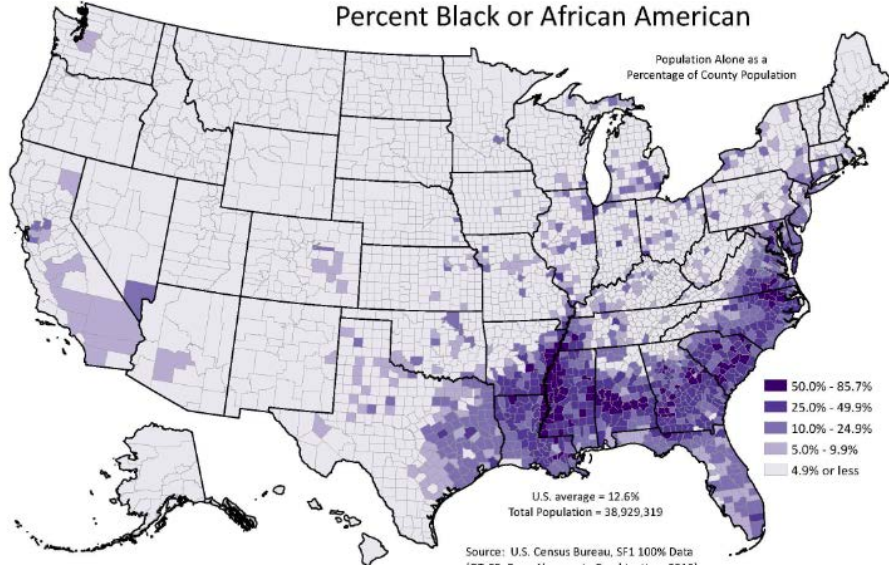 Percent Black or African American
Population Alone as a
Percentage of County Population
50.0% - 85.7%
25.0% - 49.9%
10.0% - 24.9%
5.0% - 9.9%
4.9% or less
U.S. average = 12.6%
Total Population = 38,929,319
Source: U.S. Census Bureau, SF1 100% Data